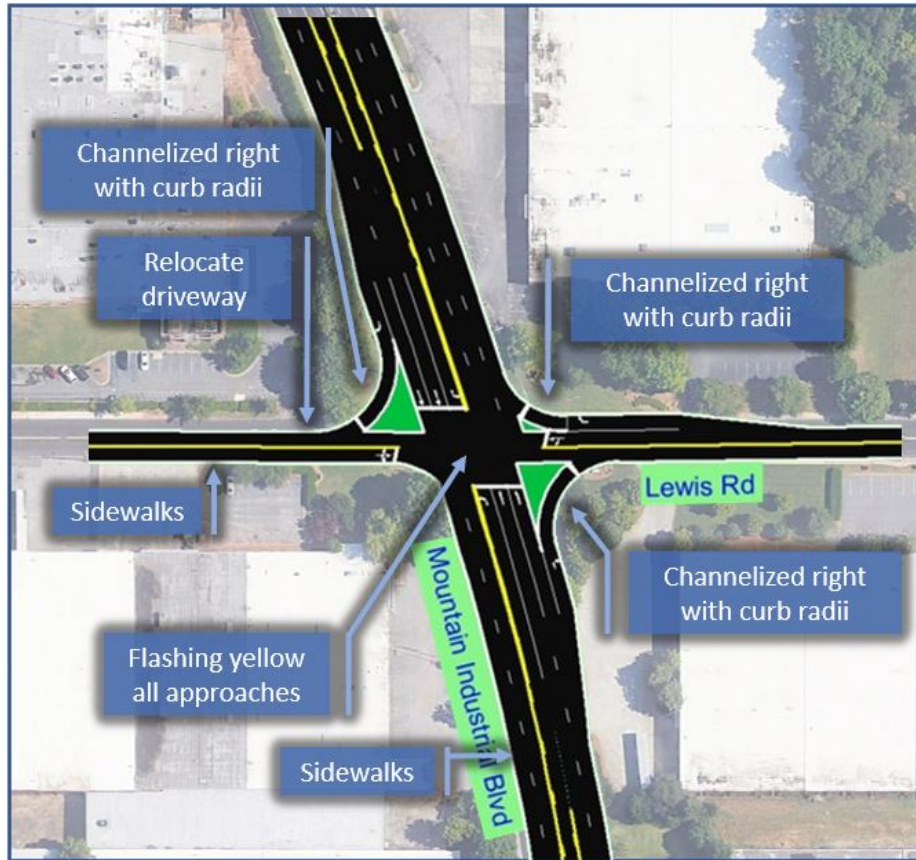 Channelized right
with curb radii
Relocate
driveway
Channelized right
with curb radii
Sidewalks
Lewis Rd
Channelized right
with curb radii
Mountain Industrial Blvd
Flashing yellow
all approaches
Sidewalks